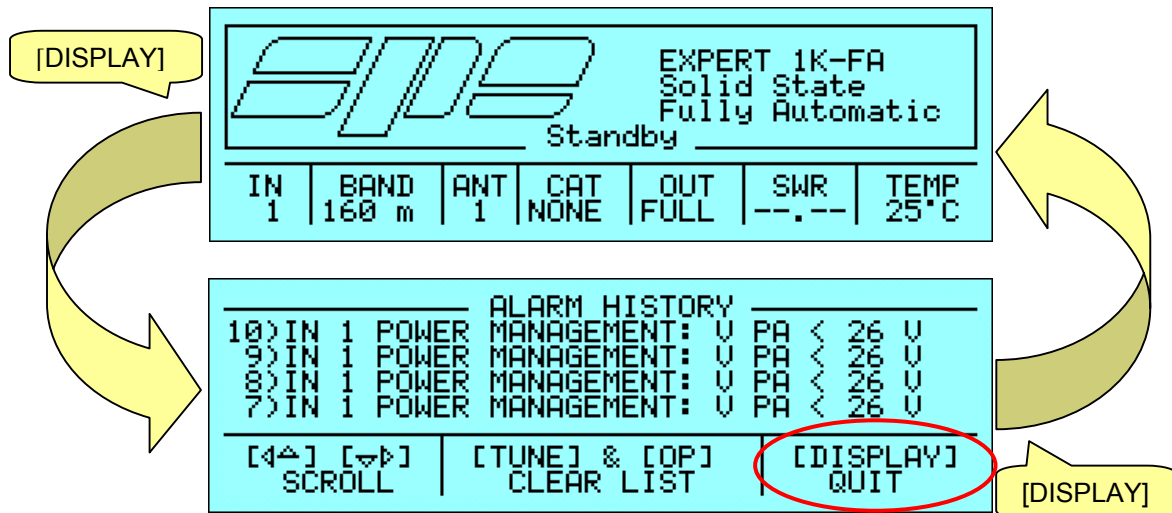 [DISPLAY]
spe
EXPERT 1K-FA
Solid State
Fully Automatic
Standby
IN BAND ANT CAT OUT SWR TEMP
1 160 m 1 NONE FULL --.-- 25°C
ALARM HISTORY
10)IN 1 POWER MANAGEMENT: V PA < 26 V
9)IN 1 POWER MANAGEMENT: V PA < 26 V
8)IN 1 POWER MANAGEMENT: V PA < 26 V
7)IN 1 POWER MANAGEMENT: V PA < 26 V
[◁△] [▽▷] [TUNE] & [OP] [DISPLAY]
SCROLL CLEAR LIST QUIT
[DISPLAY]